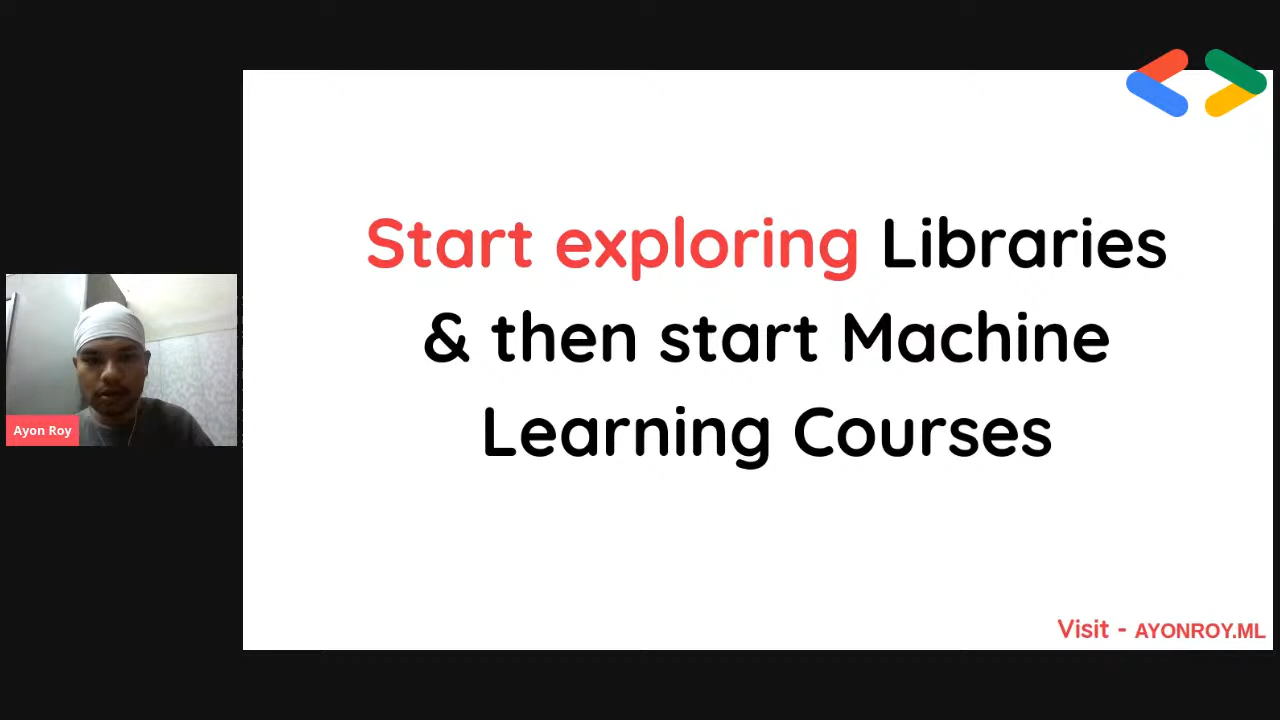 Start exploring Libraries
& then start Machine
Learning Courses
Ayon Roy
Visit - AYONROY.ML